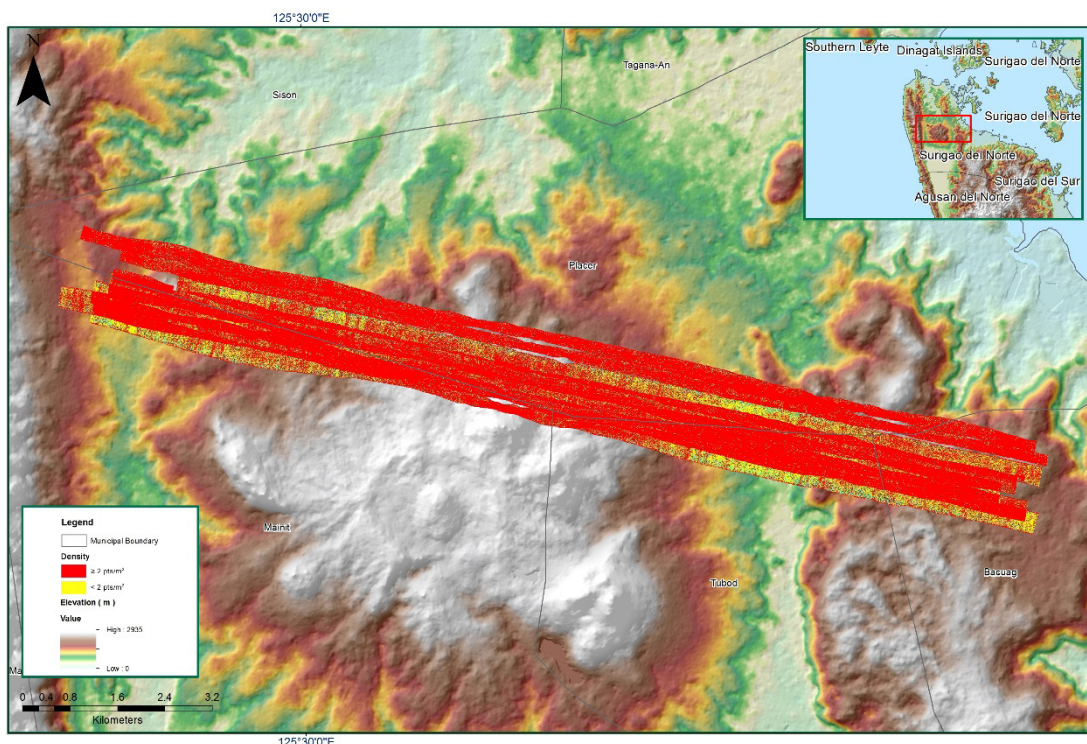 125°30'0"E
N
Southern Leyte
Dinagat Islands
Surigao del Norte
Surigao del Norte
Surigao del Norte
Surigao del Sur
Agusan del Norte
Tagana-An
Sison
Placer
Mainit
Tubod
Bacuag
Legend
Municipal Boundary
Density
≥ 2 pts/m²
< 2 pts/m²
Elevation ( m )
Value
High : 2935
Low : 0
Ma
0 0.4 0.8 1.6 2.4 3.2
Kilometers
125°30'0"E